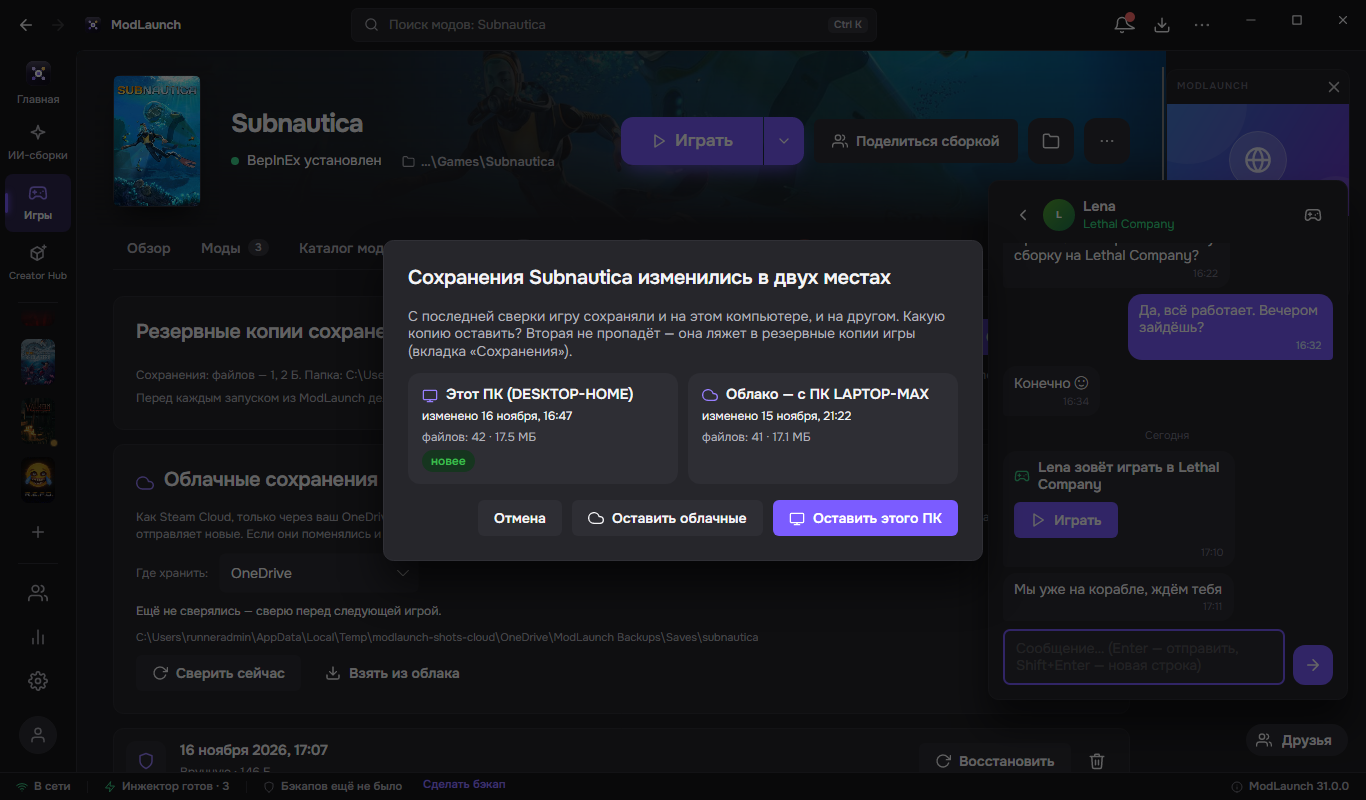 ModLaunch
Поиск модов: Subnautica
Ctrl K
Главная
ИИ-сборки
Игры
Creator Hub
SUBNAUTICA
Subnautica
BepInEx установлен
...\Games\Subnautica
Играть
Поделиться сборкой
MODLAUNCH
Обзор
Моды 3
Каталог мод
Резервные копии сохране
Сохранения: файлов — 1, 2 Б. Папка: C:\Use
Перед каждым запуском из ModLaunch де
Облачные сохранения
Как Steam Cloud, только через ваш OneDriv
отправляет новые. Если они поменялись и
Где хранить:
OneDrive
Ещё не сверялись — сверю перед следующей игрой.
C:\Users\runneradmin\AppData\Local\Temp\modlaunch-shots-cloud\OneDrive\ModLaunch Backups\Saves\subnautica
Сверить сейчас
Взять из облака
16 ноября 2026, 17:07
Вручную · 146 Б
Восстановить
Сохранения Subnautica изменились в двух местах
С последней сверки игру сохраняли и на этом компьютере, и на другом. Какую
копию оставить? Вторая не пропадёт — она ляжет в резервные копии игры
(вкладка «Сохранения»).
Этот ПК (DESKTOP-HOME)
изменено 16 ноября, 16:47
файлов: 42 · 17.5 МБ
новее
Облако — с ПК LAPTOP-MAX
изменено 15 ноября, 21:22
файлов: 41 · 17.1 МБ
Отмена
Оставить облачные
Оставить этого ПК
L
Lena
Lethal Company
сборку на Lethal Company?
16:22
Да, всё работает. Вечером
зайдёшь?
16:32
Конечно
16:34
Сегодня
Lena зовёт играть в Lethal
Company
Играть
17:10
Мы уже на корабле, ждём тебя
17:11
Сообщение… (Enter — отправить,
Shift+Enter — новая строка)
Друзья
R.E.P.O.
В сети
Инжектор готов · 3
Бэкапов ещё не было
Сделать бэкап
ModLaunch 31.0.0